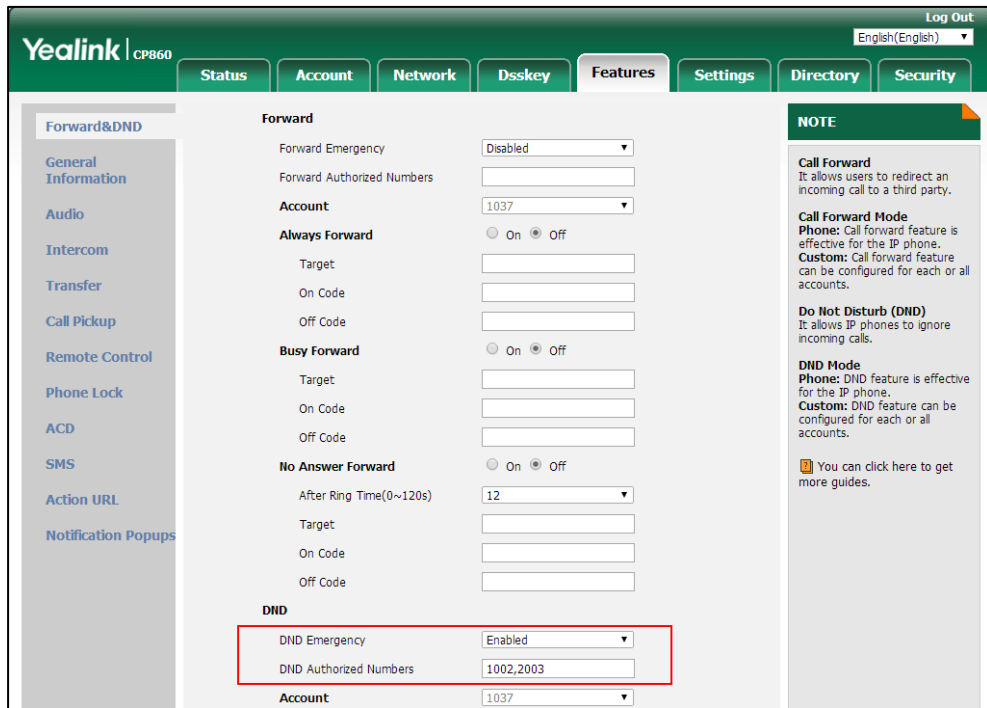 Log Out
English(English)
Yealink CP860
Status Account Network Dsskey Features Settings Directory Security
Forward&DND
General
Information
Audio
Intercom
Transfer
Call Pickup
Remote Control
Phone Lock
ACD
SMS
Action URL
Notification Popups
Forward
Forward Emergency Disabled
Forward Authorized Numbers
Account 1037
Always Forward On Off
Target
On Code
Off Code
Busy Forward On Off
Target
On Code
Off Code
No Answer Forward On Off
After Ring Time(0~120s) 12
Target
On Code
Off Code
DND
DND Emergency Enabled
DND Authorized Numbers 1002,2003
Account 1037
NOTE
Call Forward
It allows users to redirect an
incoming call to a third party.
Call Forward Mode
Phone: Call forward feature is
effective for the IP phone.
Custom: Call forward feature
can be configured for each or all
accounts.
Do Not Disturb (DND)
It allows IP phones to ignore
incoming calls.
DND Mode
Phone: DND feature is effective
for the IP phone.
Custom: DND feature can be
configured for each or all
accounts.
You can click here to get
more guides.